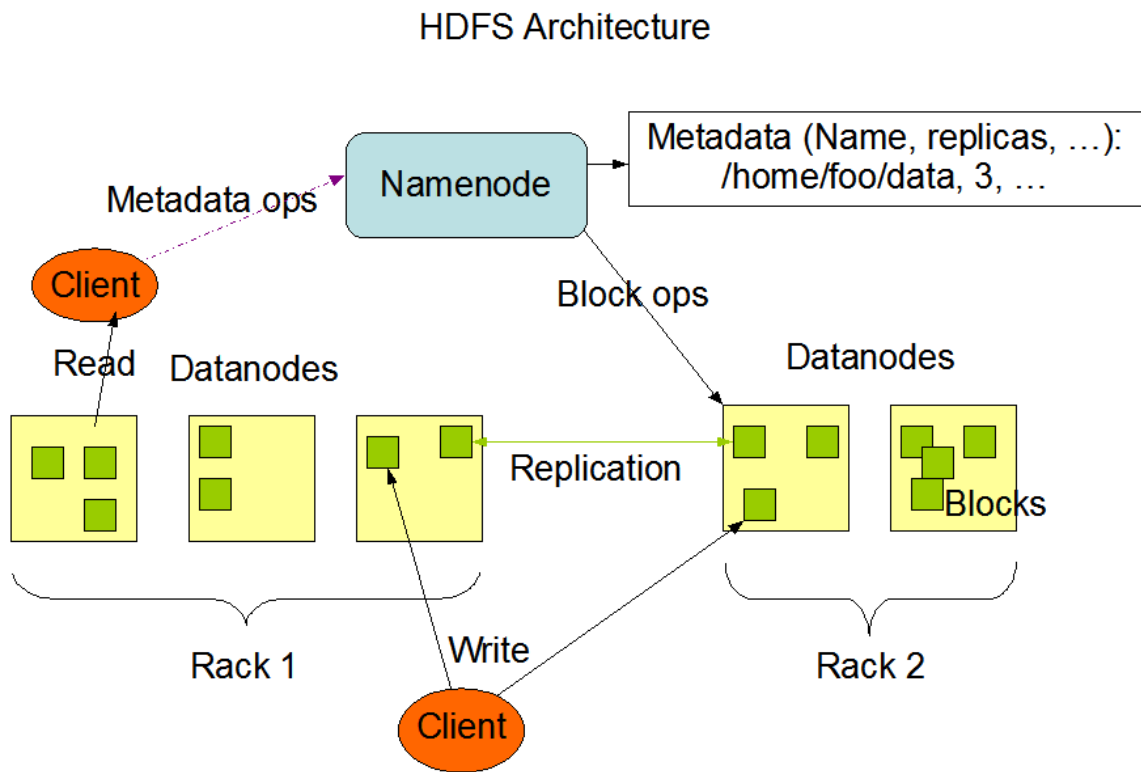 HDFS Architecture
Metadata (Name, replicas, …):
/home/foo/data, 3, …
Namenode
Metadata ops
Client
Block ops
Read
Datanodes
Datanodes
Replication
Blocks
Rack 1
Write
Rack 2
Client